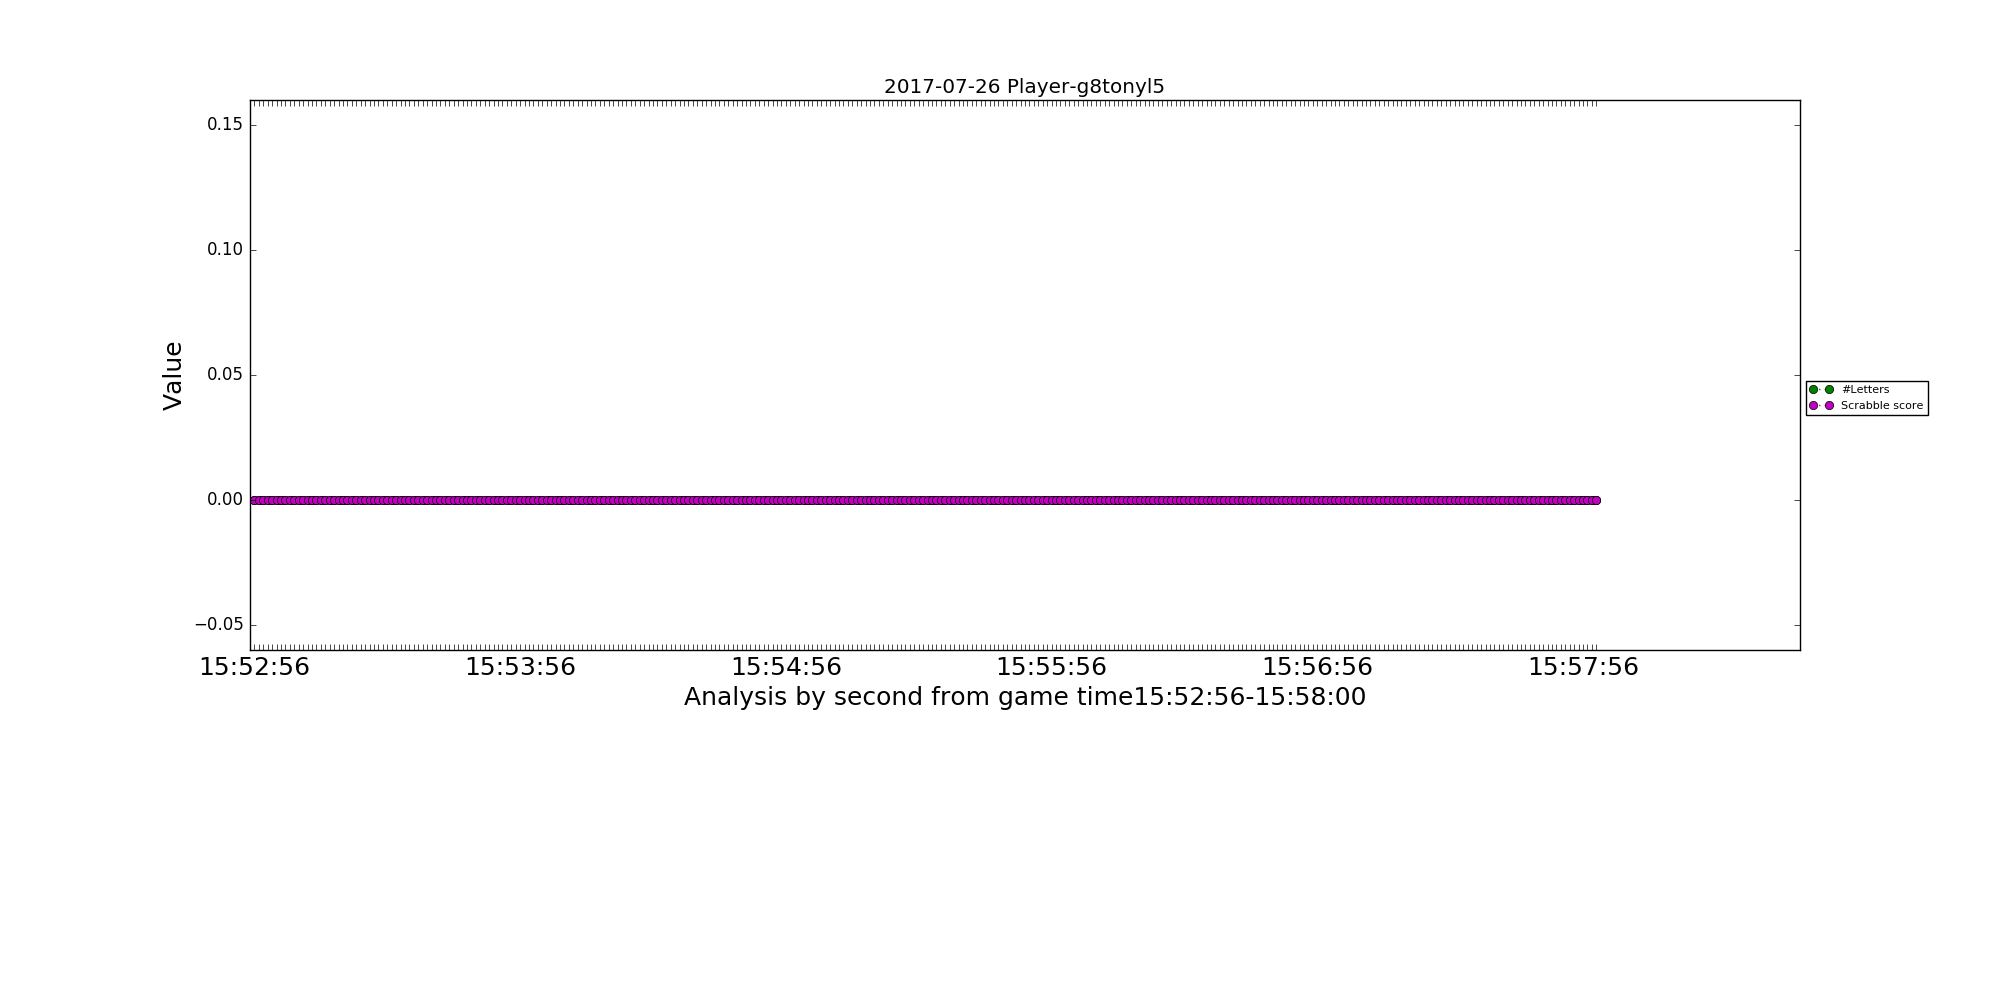 2017-07-26 Player-g8tonyl5
0.15
0.10
0.05
0.00
−0.05
Value
15:52:56 15:53:56 15:54:56 15:55:56 15:56:56 15:57:56
Analysis by second from game time15:52:56-15:58:00
#Letters
Scrabble score